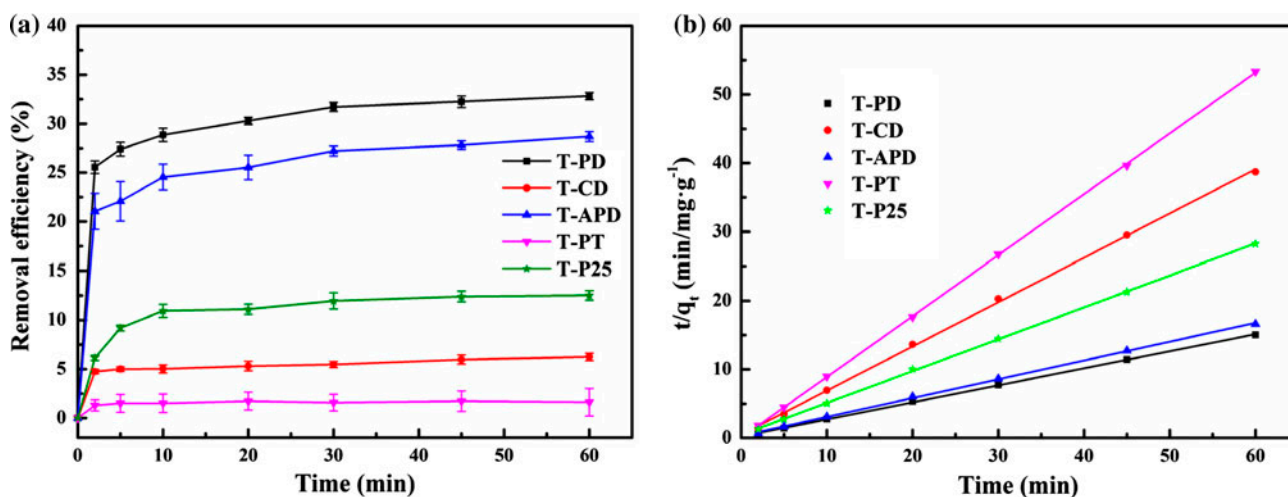 (a)
Removal efficiency (%)
40
35
30
25
20
15
10
5
0
T-PD
T-CD
T-APD
T-PT
T-P25
0 10 20 30 40 50 60
Time (min)
(b)
t/qt (min/mg·g-1)
60
50
40
30
20
10
0
T-PD
T-CD
T-APD
T-PT
T-P25
0 10 20 30 40 50 60
Time (min)